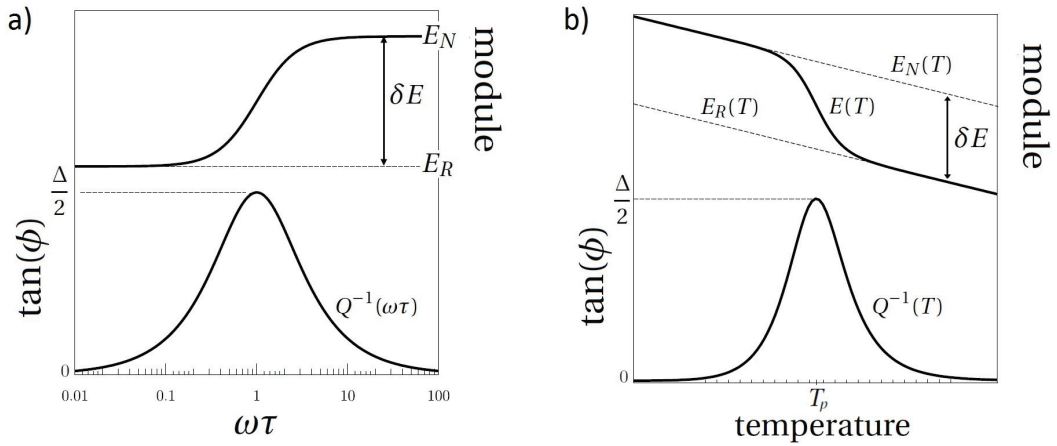 a)
E_N
δE
module
E_R
Δ/2
tan(ϕ)
Q⁻¹(ωτ)
0
0.01 0.1 1 10 100
ωτ
b)
E_N(T)
E_R(T)
E(T)
δE
module
Δ/2
tan(ϕ)
Q⁻¹(T)
0
T_p
temperature